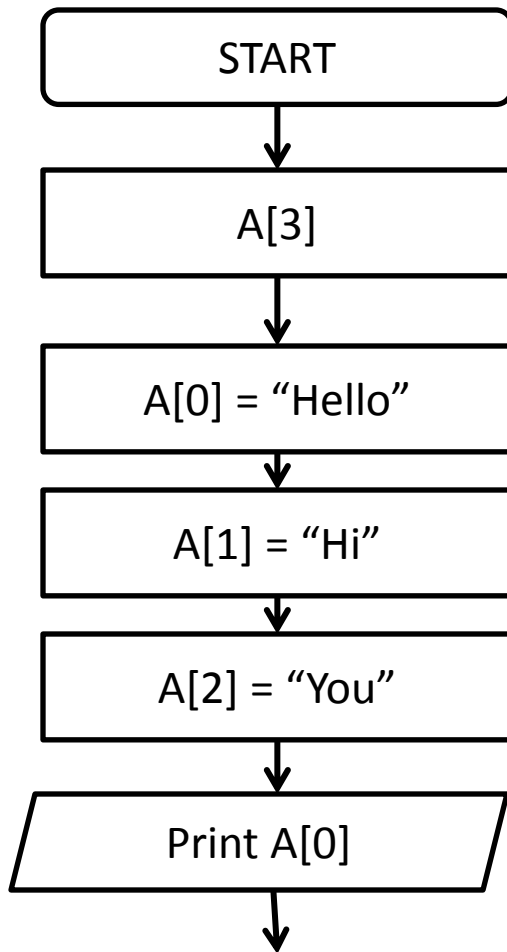 START
A[3]
A[0] = “Hello”
A[1] = “Hi”
A[2] = “You”
Print A[0]